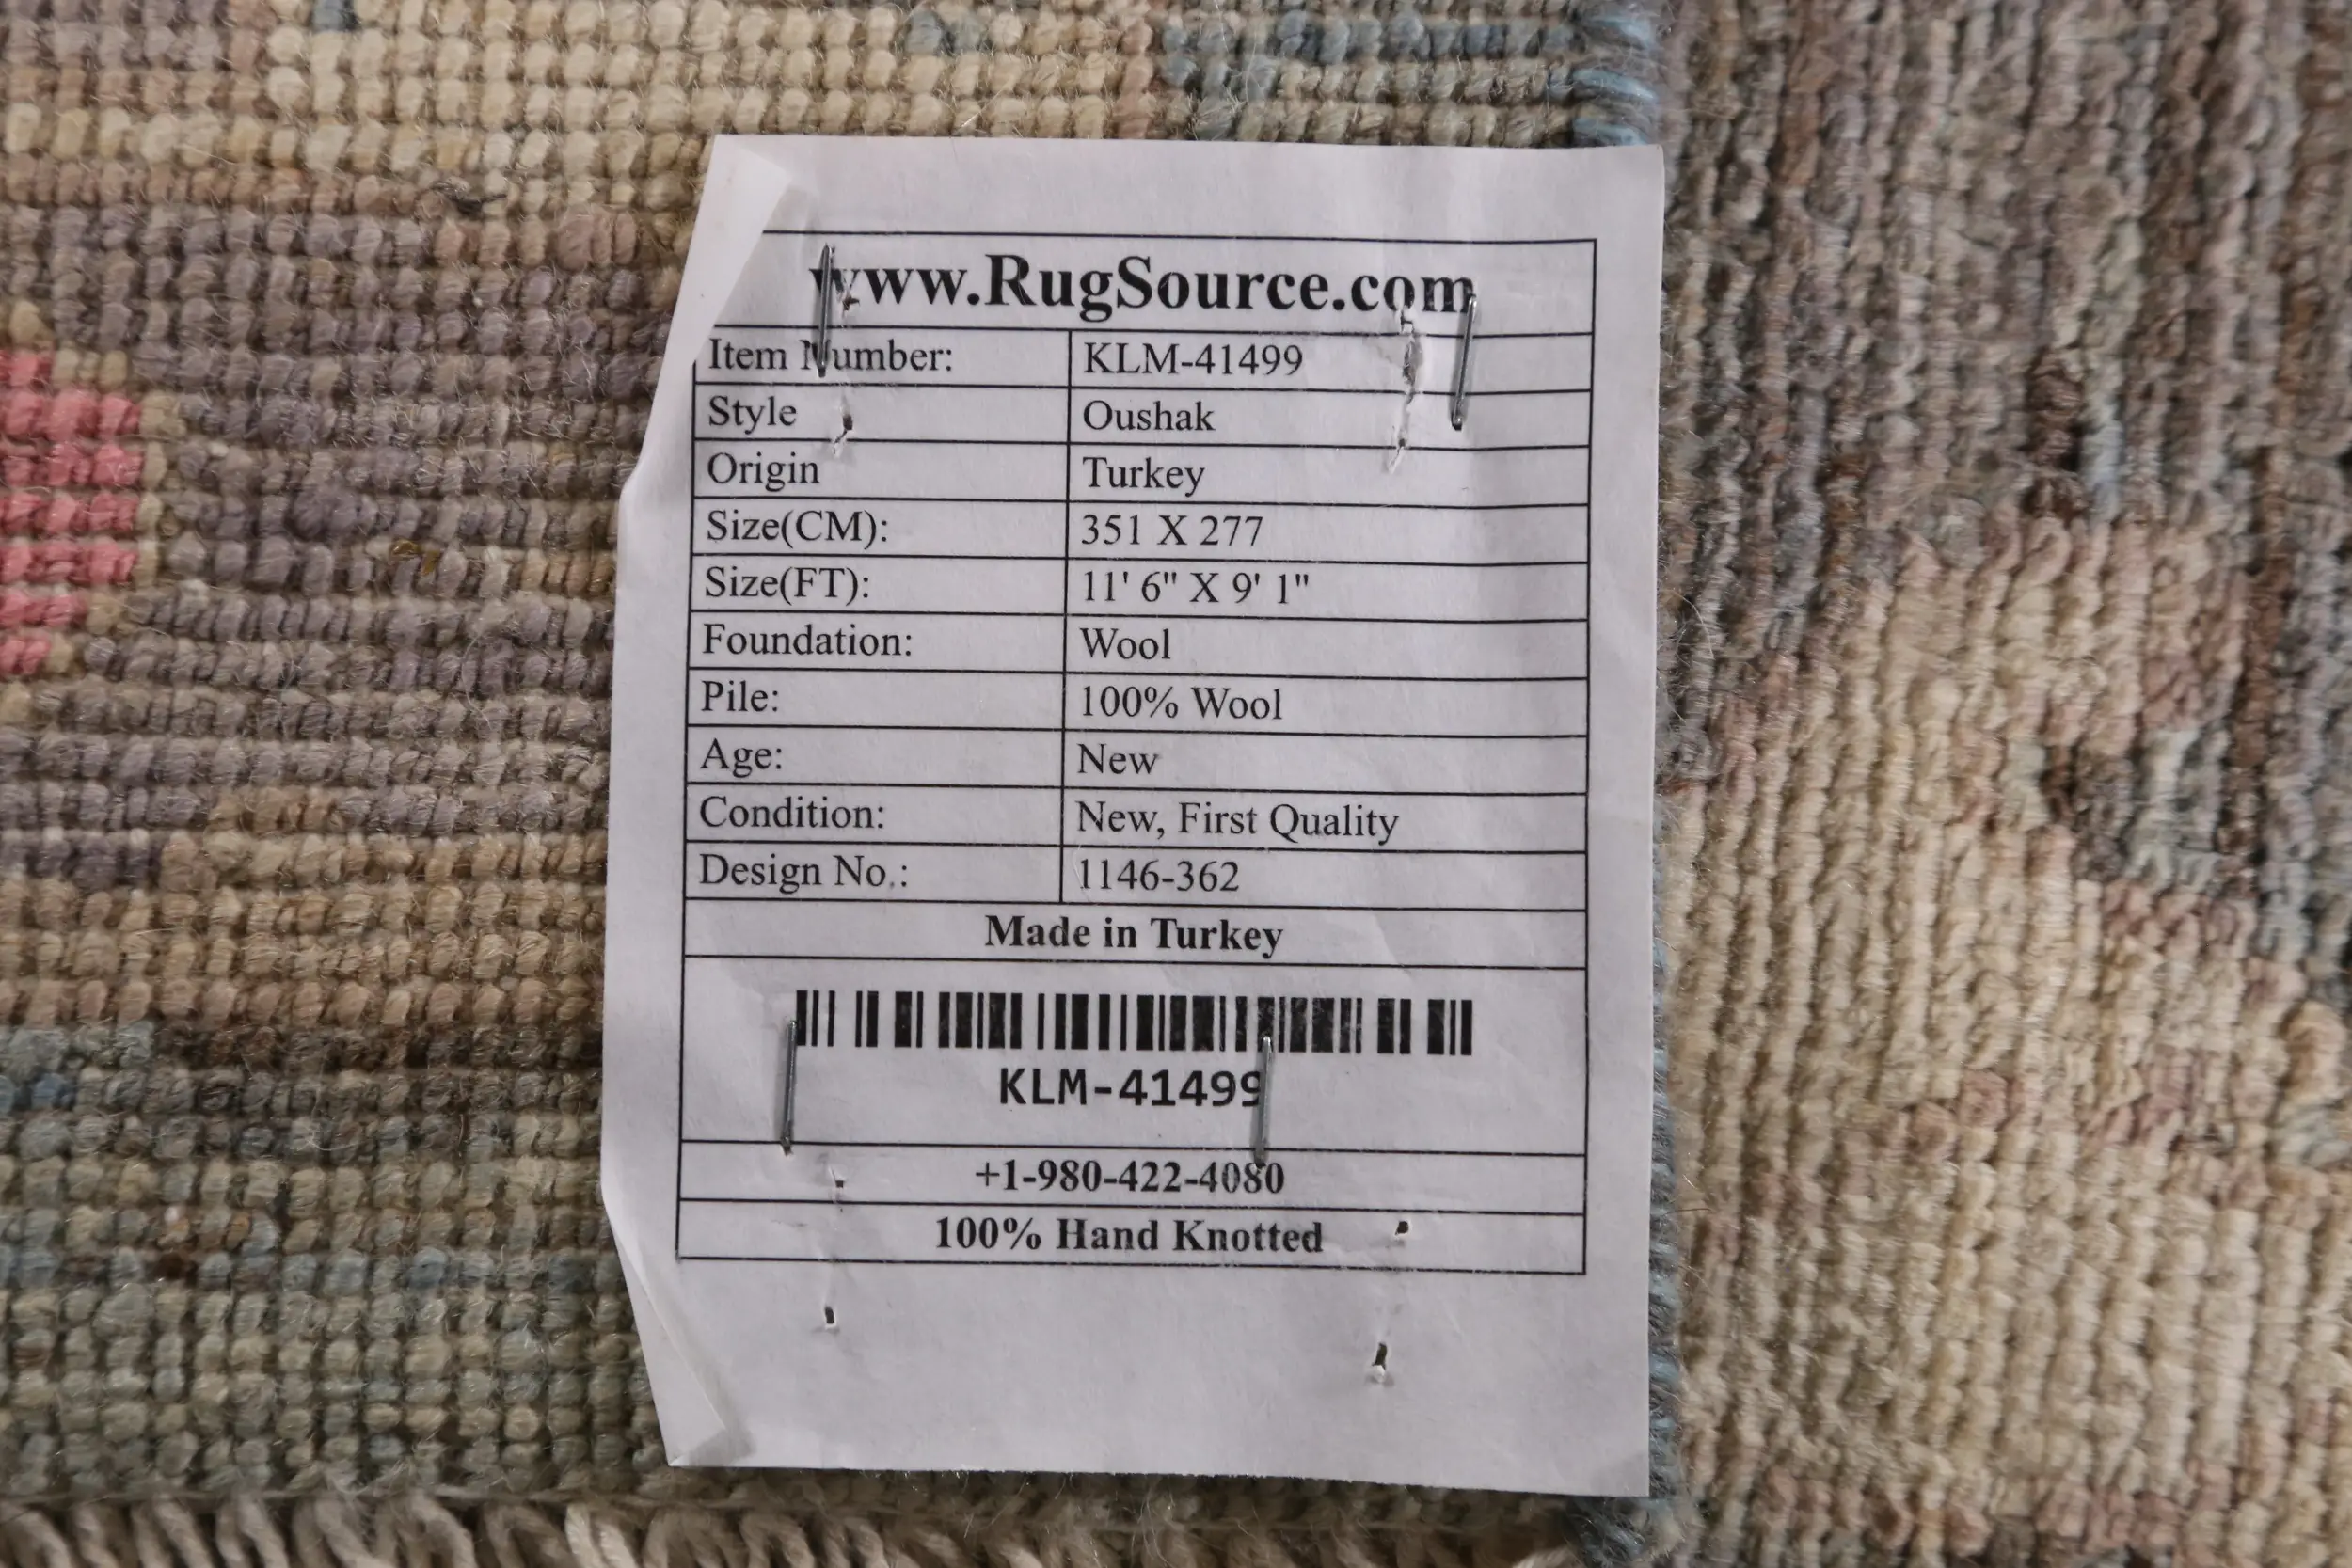 www.RugSource.com
Item Number: KLM-41499
Style Oushak
Origin Turkey
Size(CM): 351 X 277
Size(FT): 11' 6" X 9' 1"
Foundation: Wool
Pile: 100% Wool
Age: New
Condition: New, First Quality
Design No.: 1146-362
Made in Turkey
KLM-41499
+1-980-422-4080
100% Hand Knotted